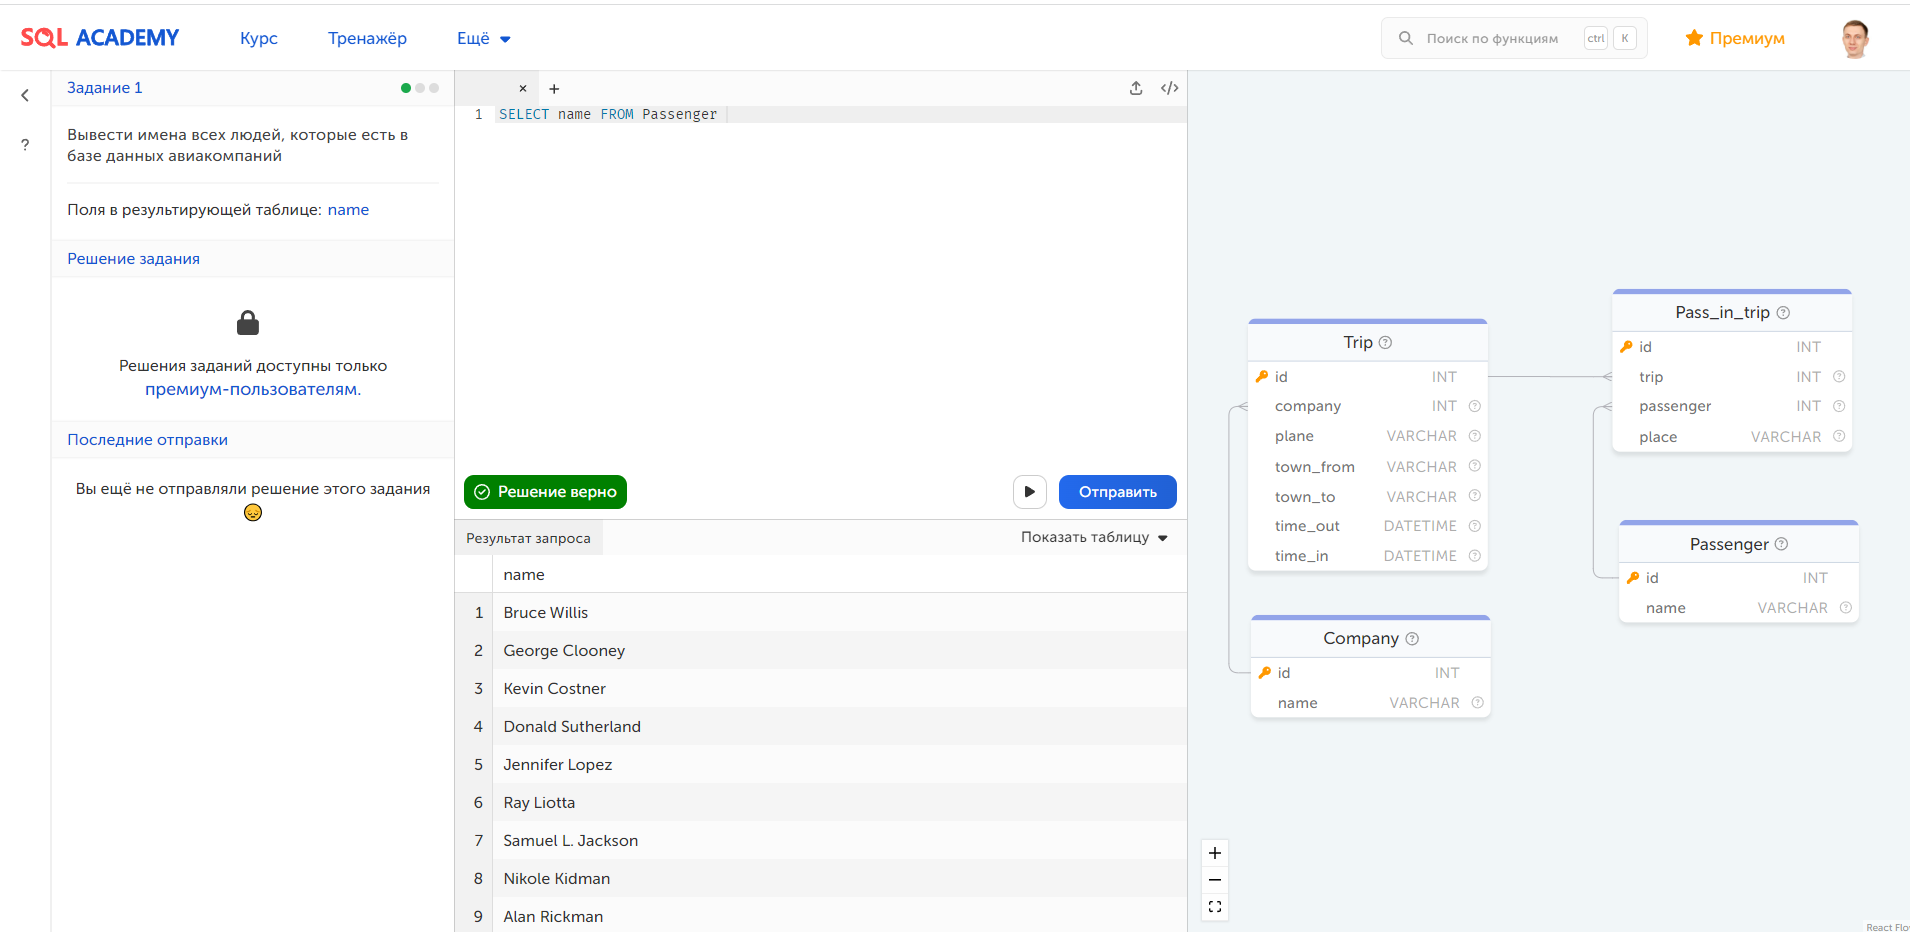 SQL ACADEMY
Курс
Тренажёр
Ещё
Поиск по функциям
ctrl
K
Премиум
Задание 1
Вывести имена всех людей, которые есть в
базе данных авиакомпаний
Поля в результирующей таблице: name
Решение задания
Решения заданий доступны только
премиум-пользователям.
Последние отправки
Вы ещё не отправляли решение этого задания
1 SELECT name FROM Passenger
Решение верно
Отправить
Результат запроса
Показать таблицу
name
1 Bruce Willis
2 George Clooney
3 Kevin Costner
4 Donald Sutherland
5 Jennifer Lopez
6 Ray Liotta
7 Samuel L. Jackson
8 Nikole Kidman
9 Alan Rickman
Trip
id INT
company INT
plane VARCHAR
town_from VARCHAR
town_to VARCHAR
time_out DATETIME
time_in DATETIME
Company
id INT
name VARCHAR
Pass_in_trip
id INT
trip INT
passenger INT
place VARCHAR
Passenger
id INT
name VARCHAR
React Flo